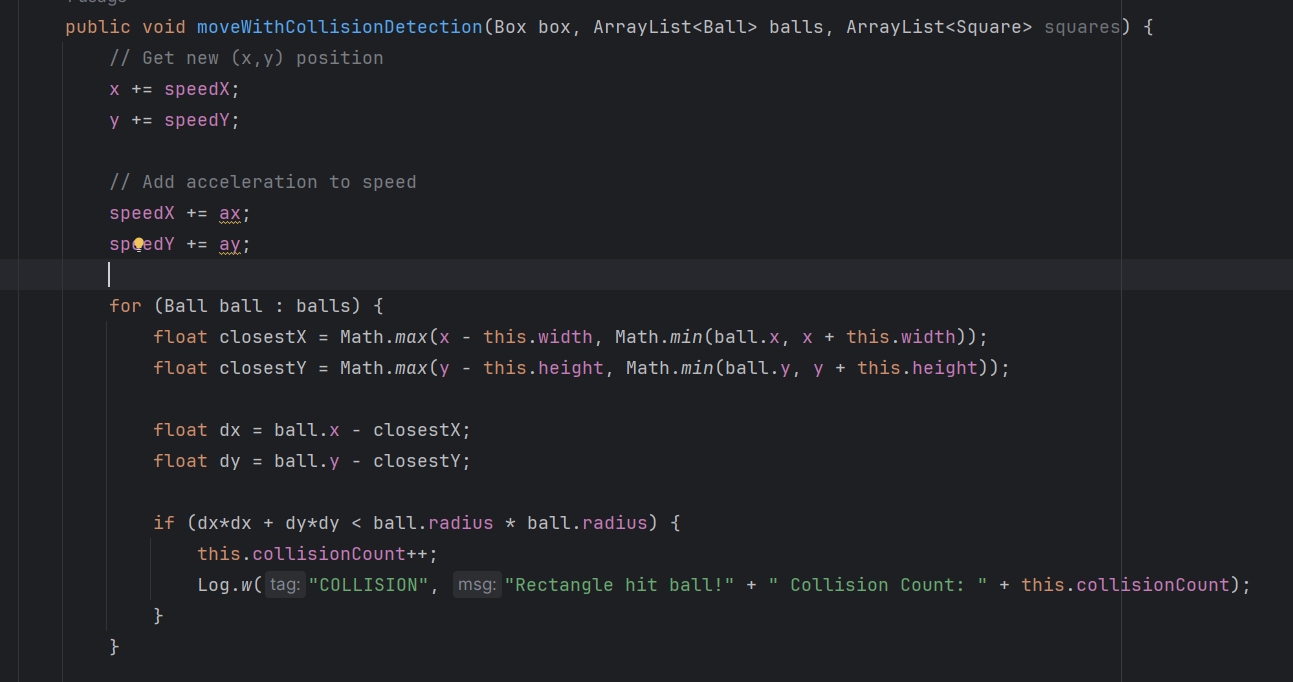 public void moveWithCollisionDetection(Box box, ArrayList<Ball> balls, ArrayList<Square> squares) {
// Get new (x,y) position
x += speedX;
y += speedY;
// Add acceleration to speed
speedX += ax;
speedY += ay;
for (Ball ball : balls) {
float closestX = Math.max(x - this.width, Math.min(ball.x, x + this.width));
float closestY = Math.max(y - this.height, Math.min(ball.y, y + this.height));
float dx = ball.x - closestX;
float dy = ball.y - closestY;
if (dx*dx + dy*dy < ball.radius * ball.radius) {
this.collisionCount++;
Log.w( tag: "COLLISION", msg: "Rectangle hit ball!" + " Collision Count: " + this.collisionCount);
}
}